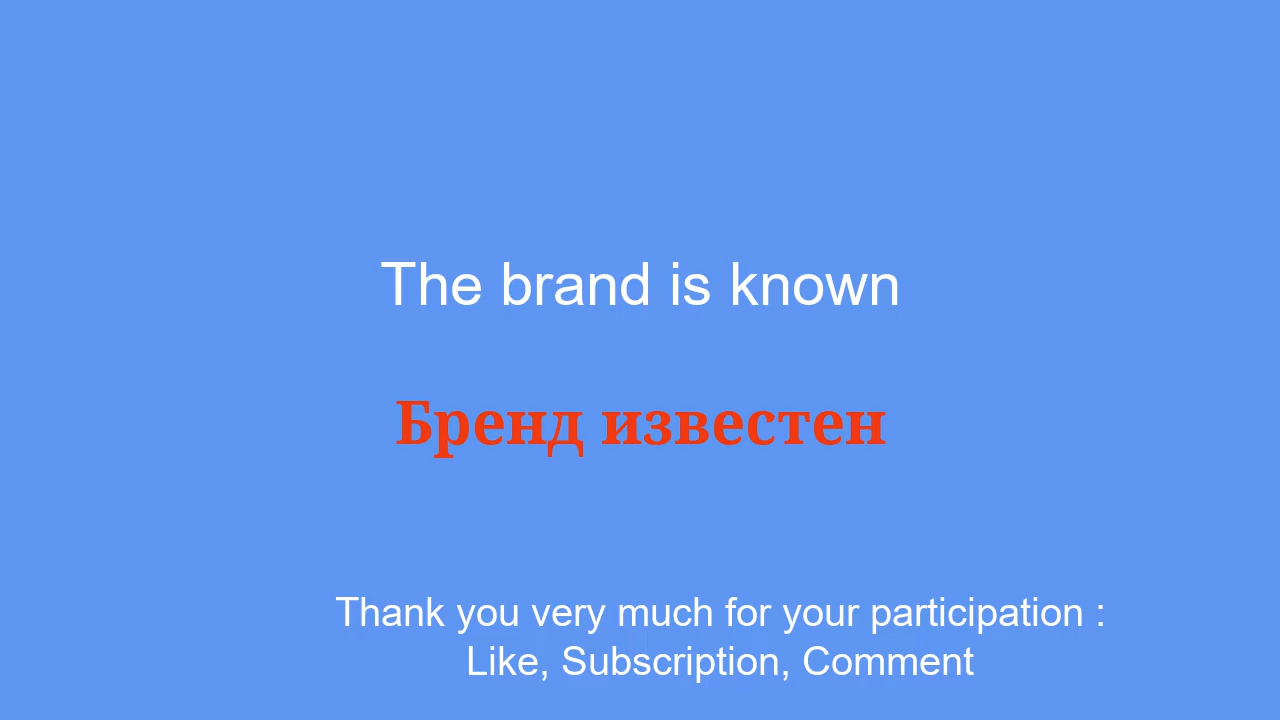 The brand is known
Бренд известен
Thank you very much for your participation :
Like, Subscription, Comment